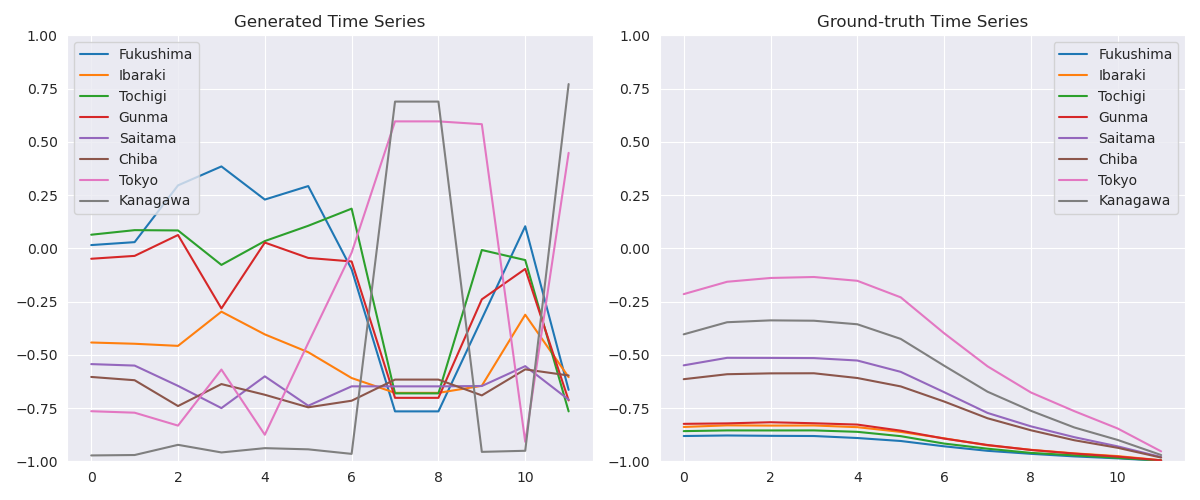 Generated Time Series
1.00
0.75
0.50
0.25
0.00
−0.25
−0.50
−0.75
−1.00
0 2 4 6 8 10
Fukushima
Ibaraki
Tochigi
Gunma
Saitama
Chiba
Tokyo
Kanagawa
Ground-truth Time Series
1.00
0.75
0.50
0.25
0.00
−0.25
−0.50
−0.75
−1.00
0 2 4 6 8 10
Fukushima
Ibaraki
Tochigi
Gunma
Saitama
Chiba
Tokyo
Kanagawa